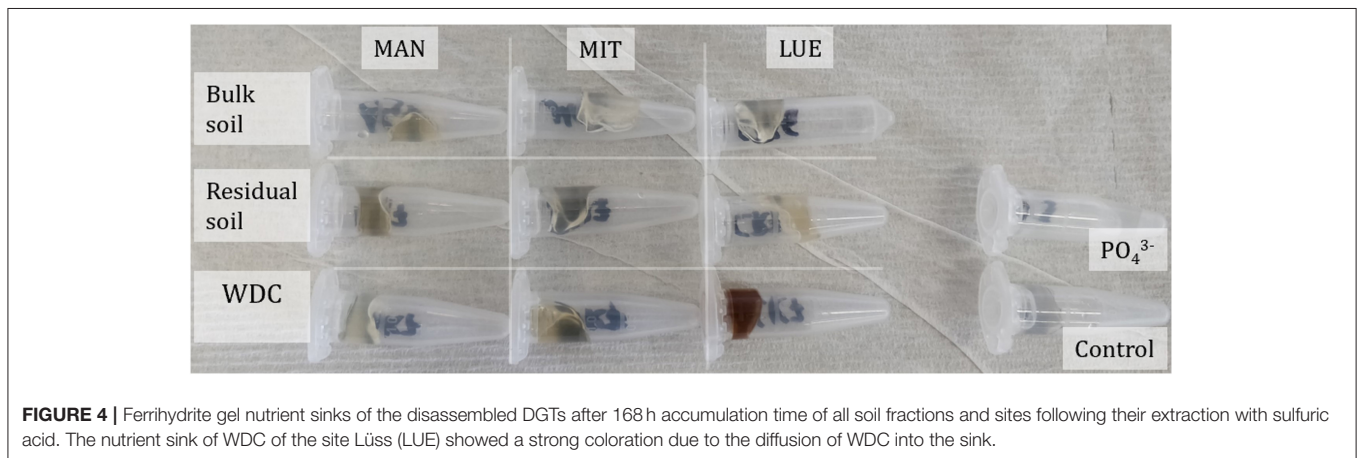 MAN MIT LUE
Bulk
soil
Residual
soil
PO₄³⁻
WDC
Control
FIGURE 4 | Ferrihydrite gel nutrient sinks of the disassembled DGTs after 168 h accumulation time of all soil fractions and sites following their extraction with sulfuric
acid. The nutrient sink of WDC of the site Lüss (LUE) showed a strong coloration due to the diffusion of WDC into the sink.